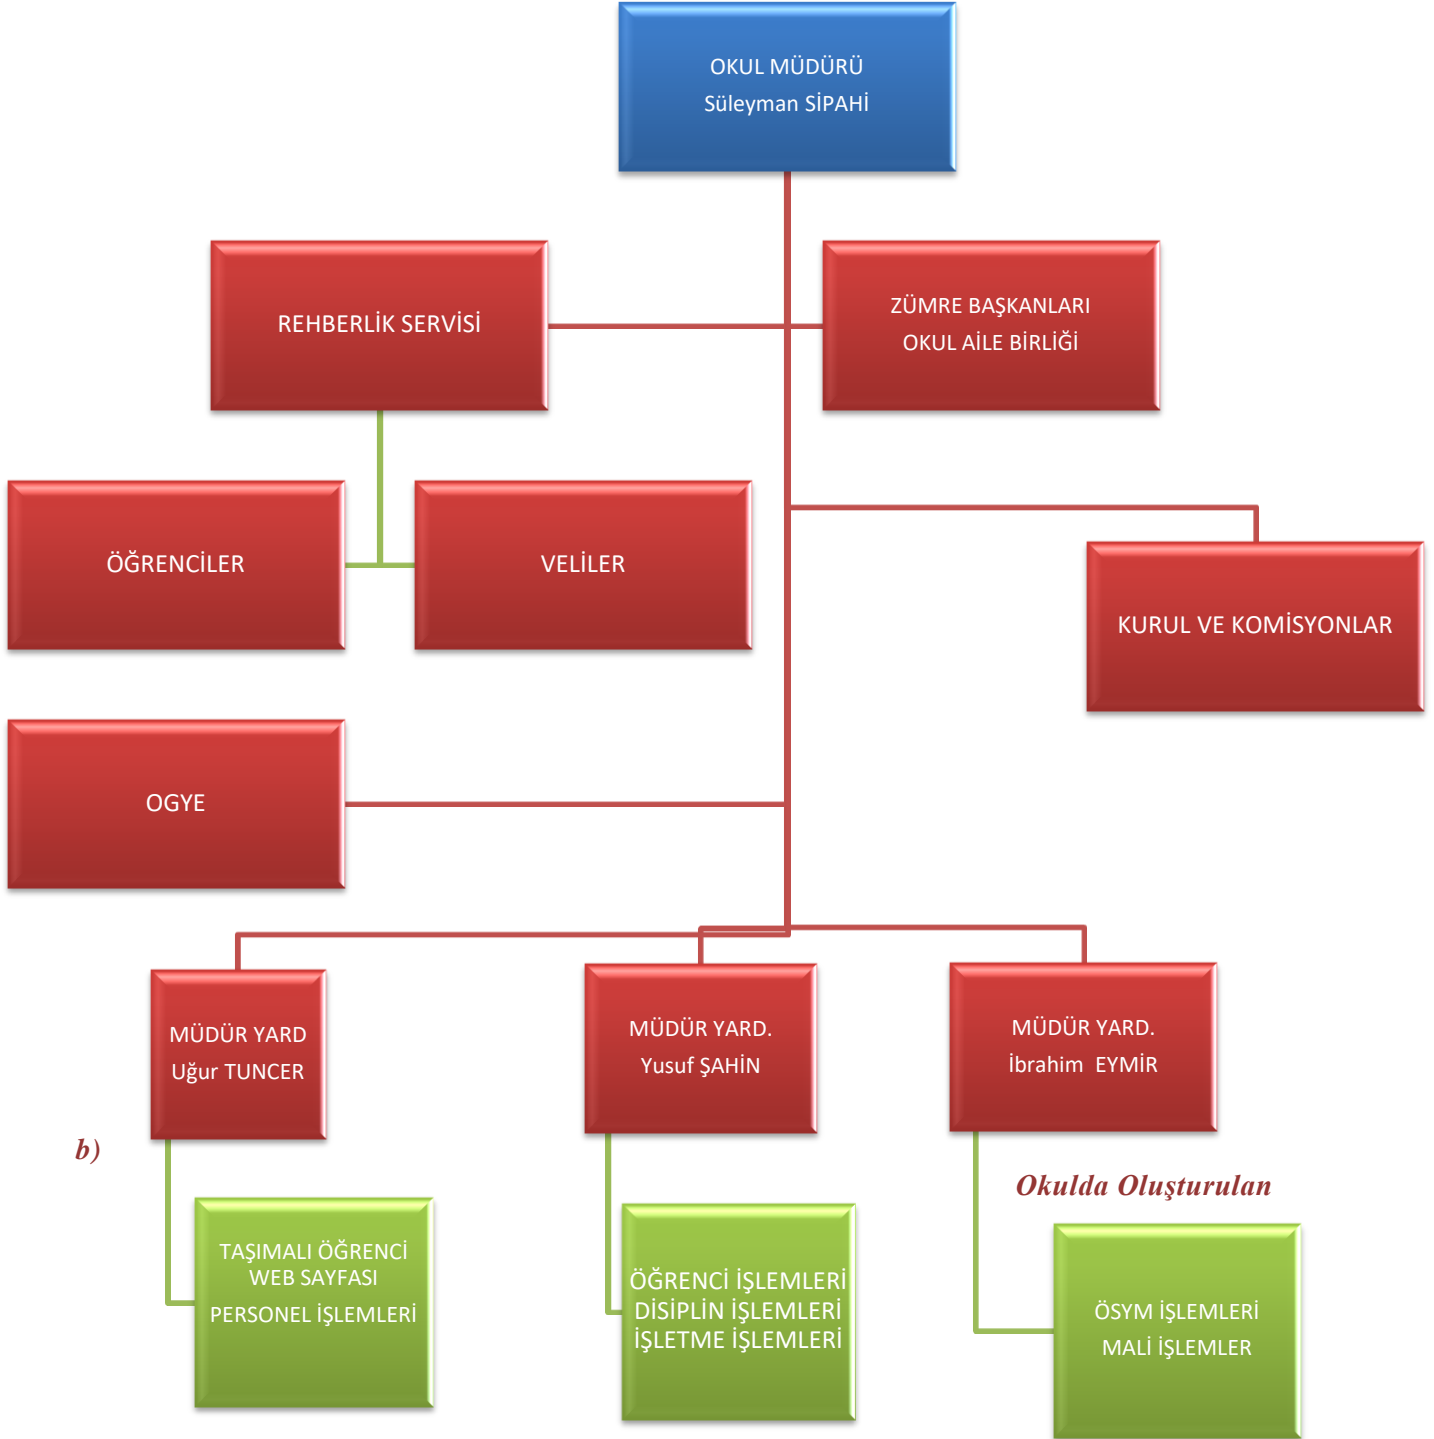 OKUL MÜDÜRÜ
Süleyman SİPAHİ
REHBERLİK SERVİSİ
ZÜMRE BAŞKANLARI
OKUL AİLE BİRLİĞİ
ÖĞRENCİLER
VELİLER
KURUL VE KOMİSYONLAR
OGYE
MÜDÜR YARD
Uğur TUNCER
MÜDÜR YARD.
Yusuf ŞAHİN
MÜDÜR YARD.
İbrahim  EYMİR
b)
Okulda Oluşturulan
TAŞIMALI ÖĞRENCİ
WEB SAYFASI
PERSONEL İŞLEMLERİ
ÖĞRENCİ İŞLEMLERİ
DISİPLİN İŞLEMLERİ
İŞLETME İŞLEMLERİ
ÖSYM İŞLEMLERİ
MALİ İŞLEMLER